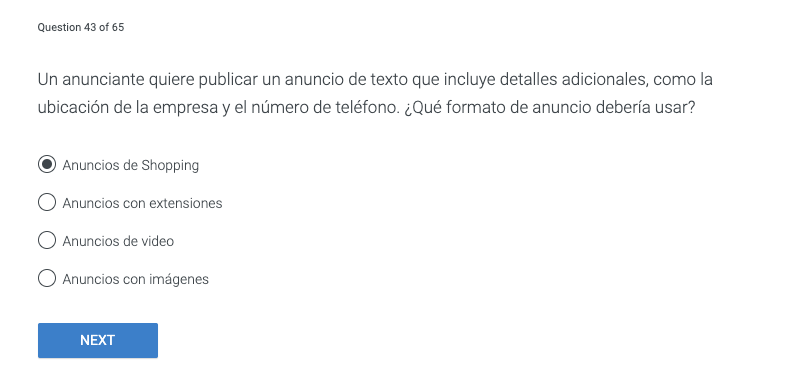 Question 43 of 65
Un anunciante quiere publicar un anuncio de texto que incluye detalles adicionales, como la
ubicación de la empresa y el número de teléfono. ¿Qué formato de anuncio debería usar?
Anuncios de Shopping
Anuncios con extensiones
Anuncios de video
Anuncios con imágenes
NEXT